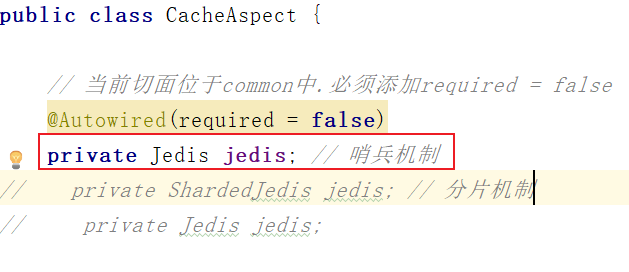 public class CacheAspect {
// 当前切面位于common中.必须添加required = false
@Autowired(required = false)
private Jedis jedis; // 哨兵机制
// private ShardedJedis jedis; // 分片机制
// private Jedis jedis;